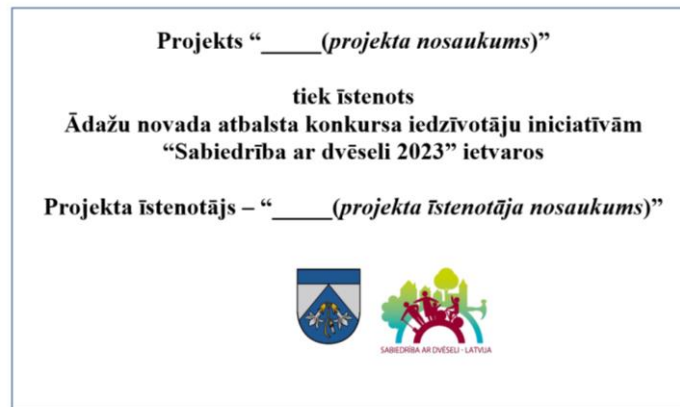 Projekts “_____(projekta nosaukums)”
tiek īstenots
Ādažu novada atbalsta konkursa iedzīvotāju iniciatīvām
“Sabiedrība ar dvēseli 2023” ietvaros
Projekta īstenotājs – “_____(projekta īstenotāja nosaukums)”
SABIEDRĪBA AR DVĒSELI - LATVIJA